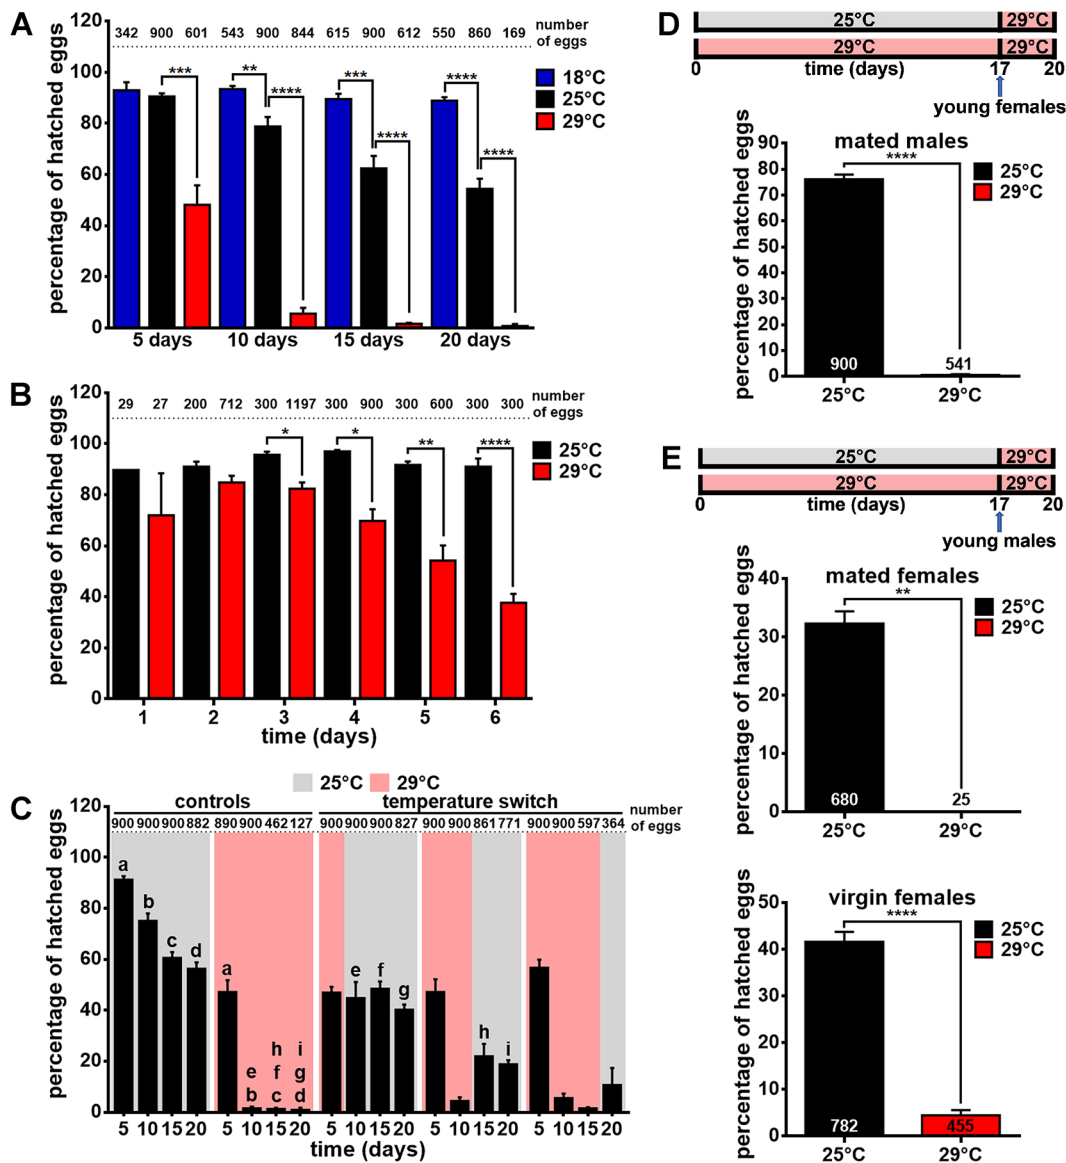 A
120
100
80
60
40
20
0
percentage of hatched eggs
342 900 601 543 900 844 615 900 612 550 860 169
number
of eggs
*** ** **** *** **** **** ****
18°C
25°C
29°C
5 days 10 days 15 days 20 days
B
120
100
80
60
40
20
0
percentage of hatched eggs
29 27 200 712 300 1197 300 900 300 600 300 300
number
of eggs
* * ** ****
25°C
29°C
1 2 3 4 5 6
time (days)
25°C 29°C
C
controls temperature switch
120
100
80
60
40
20
0
percentage of hatched eggs
900 900 900 882 890 900 462 127 900 900 900 827 900 900 861 771 900 900 597 364
number
of eggs
a
b
c
d
a
h i
e f g
b c d
e f g
h i
5 10 15 20 5 10 15 20 5 10 15 20 5 10 15 20 5 10 15 20
time (days)
D
25°C 29°C
29°C 29°C
0 time (days) 17 20
young females
mated males
****
25°C
29°C
90
80
70
60
50
40
30
20
10
0
percentage of hatched eggs
900 541
25°C 29°C
E
25°C 29°C
29°C 29°C
0 time (days) 17 20
young males
mated females
**
25°C
29°C
40
30
20
10
0
percentage of hatched eggs
680 25
25°C 29°C
virgin females
****
25°C
29°C
50
40
30
20
10
0
percentage of hatched eggs
782 455
25°C 29°C